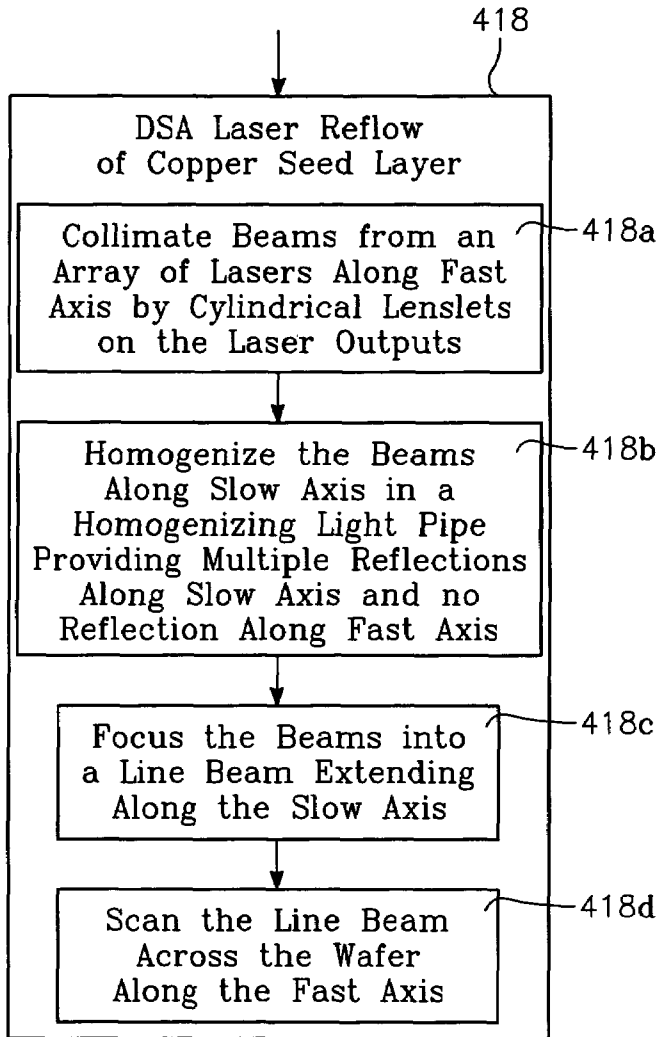 418
DSA Laser Reflow
of Copper Seed Layer
Collimate Beams from an
Array of Lasers Along Fast
Axis by Cylindrical Lenslets
on the Laser Outputs
418a
Homogenize the Beams
Along Slow Axis in a
Homogenizing Light Pipe
Providing Multiple Reflections
Along Slow Axis and no
Reflection Along Fast Axis
418b
Focus the Beams into
a Line Beam Extending
Along the Slow Axis
418c
Scan the Line Beam
Across the Wafer
Along the Fast Axis
418d